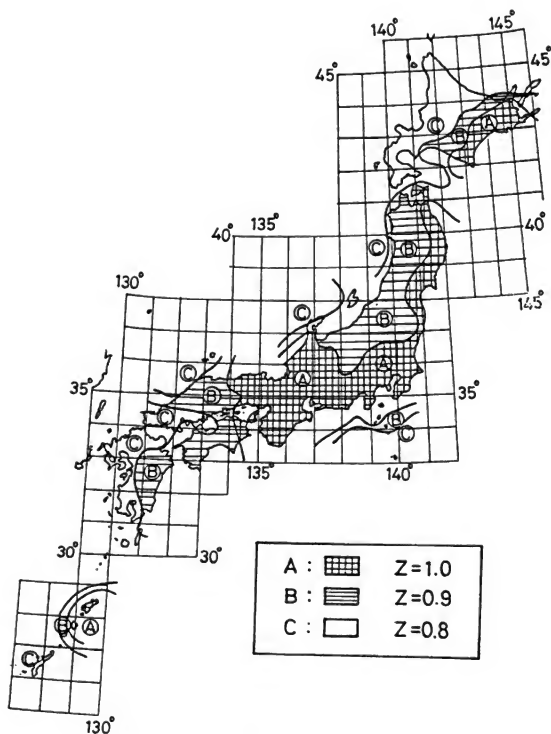 140° 145°
45° 45°
C B A
40° 135° C B 40°
130° C B 145°
C A A
35° B 35°
C B
C 135° 140° C
B
30° 30°
A : Z=1.0
B : Z=0.9
C : Z=0.8
B A
C
130°